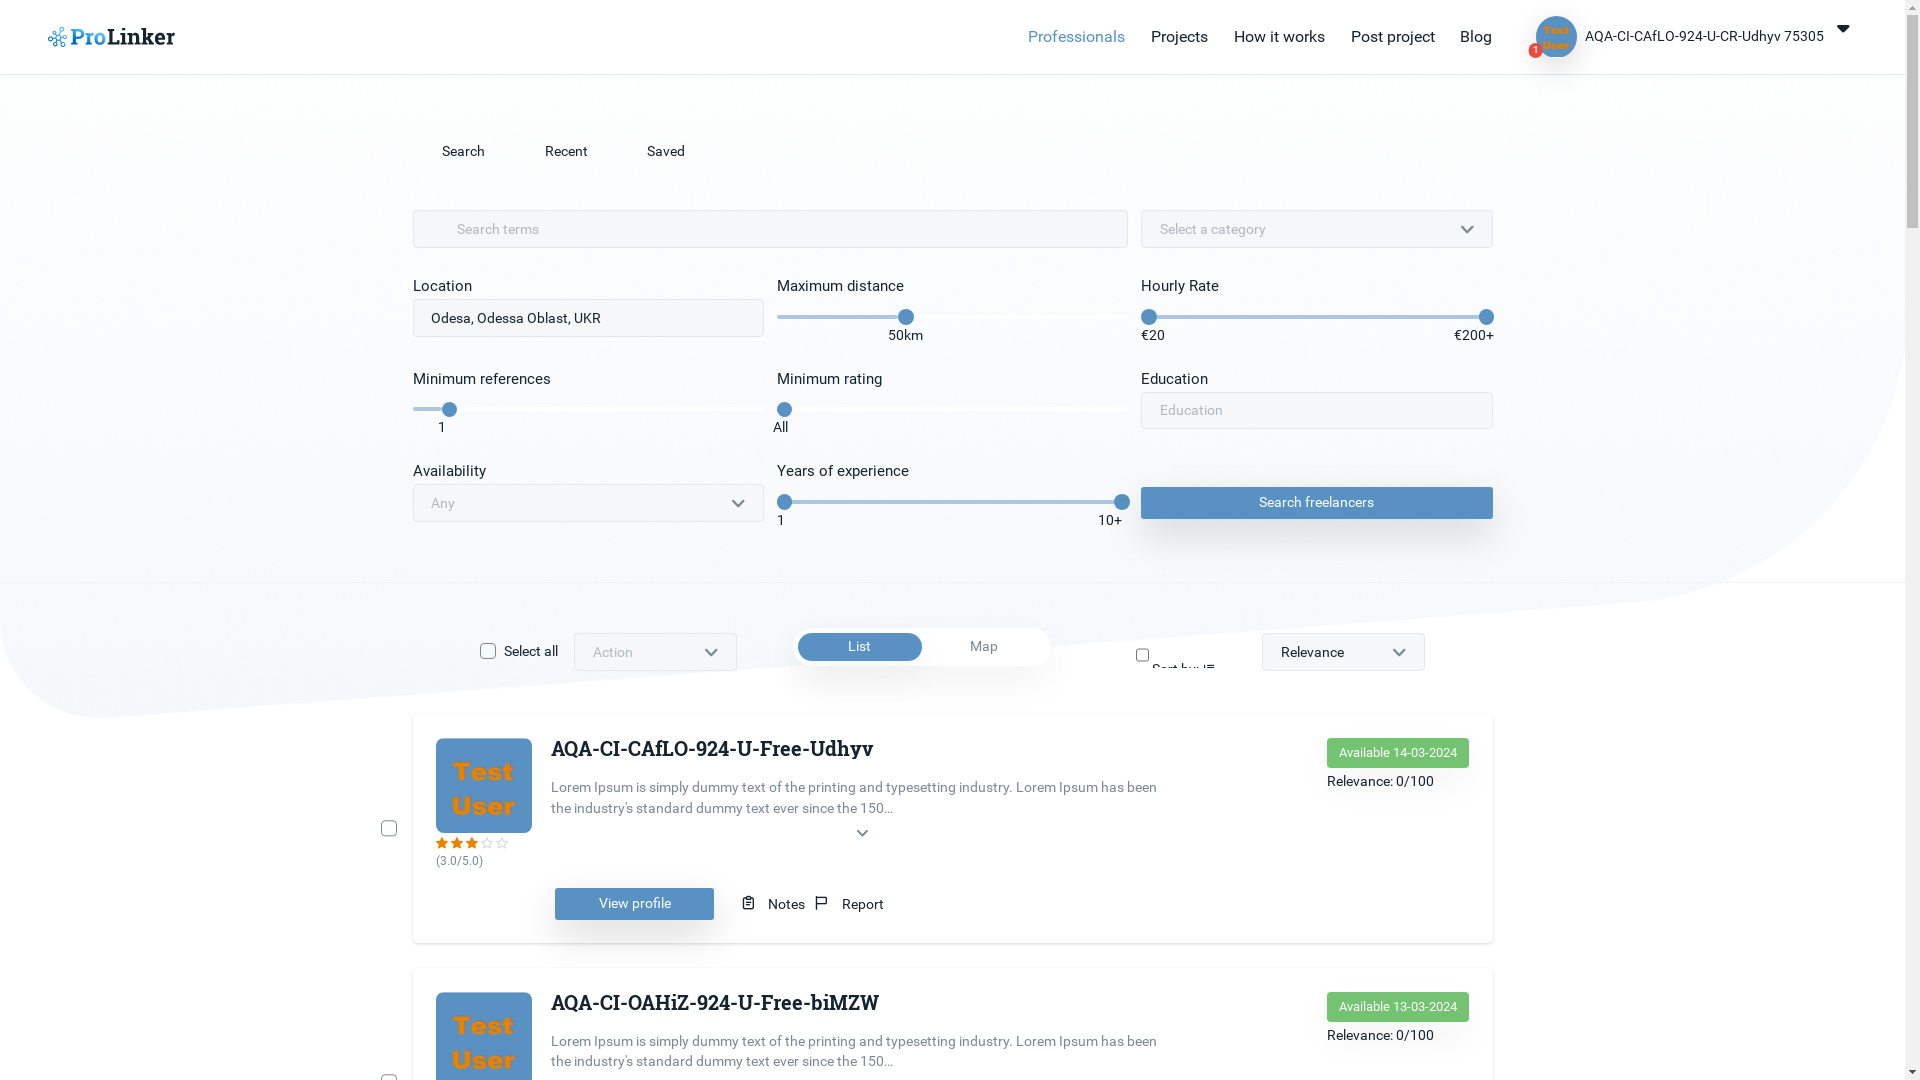 ProLinker
Professionals
Projects
How it works
Post project
Blog
Test
User
1
AQA-CI-CAfLO-924-U-CR-Udhyv 75305
Search
Recent
Saved
Search terms
Select a category
Location
Maximum distance
Hourly Rate
Odesa, Odessa Oblast, UKR
50km
€20
€200+
Minimum references
Minimum rating
Education
1
All
Education
Availability
Years of experience
Any
1
10+
Search freelancers
Select all
Action
List
Map
Sort by:
Relevance
Test
User
AQA-CI-CAfLO-924-U-Free-Udhyv
Available 14-03-2024
Relevance: 0/100
Lorem Ipsum is simply dummy text of the printing and typesetting industry. Lorem Ipsum has been
the industry's standard dummy text ever since the 150...
(3.0/5.0)
View profile
Notes
Report
Test
User
AQA-CI-OAHiZ-924-U-Free-biMZW
Available 13-03-2024
Relevance: 0/100
Lorem Ipsum is simply dummy text of the printing and typesetting industry. Lorem Ipsum has been
the industry's standard dummy text ever since the 150...